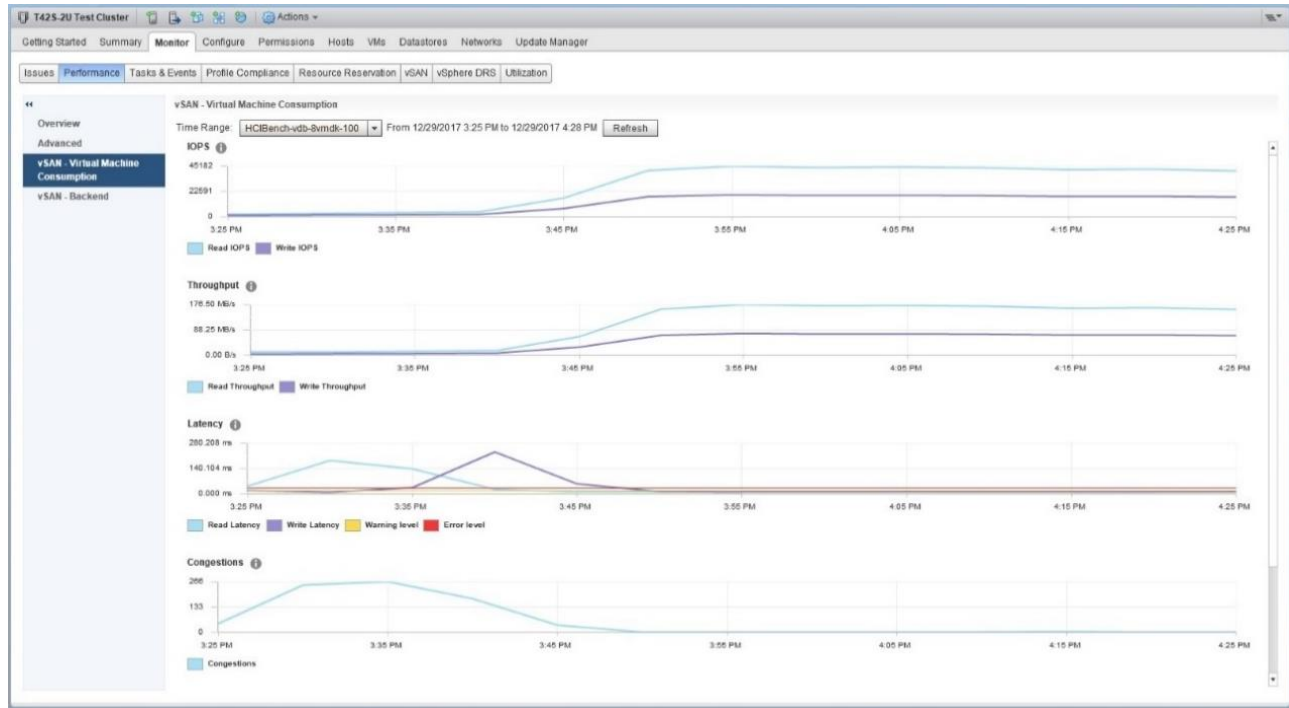 T42S-2U Test Cluster Actions
Getting Started Summary Monitor Configure Permissions Hosts VMs Datastores Networks Update Manager
Issues Performance Tasks & Events Profile Compliance Resource Reservation vSAN vSphere DRS Utilization
Overview
Advanced
vSAN - Virtual Machine
Consumption
vSAN - Backend
vSAN - Virtual Machine Consumption
Time Range: HCIBench-vdb-8vmdk-100 From 12/29/2017 3:25 PM to 12/29/2017 4:28 PM Refresh
IOPS
45182
22591
0
3:25 PM 3:35 PM 3:45 PM 3:55 PM 4:05 PM 4:15 PM 4:25 PM
Read IOPS Write IOPS
Throughput
176.50 MB/s
88.25 MB/s
0.00 B/s
3:25 PM 3:35 PM 3:45 PM 3:55 PM 4:05 PM 4:15 PM 4:25 PM
Read Throughput Write Throughput
Latency
280.208 ms
140.104 ms
0.000 ms
3:25 PM 3:35 PM 3:45 PM 3:55 PM 4:05 PM 4:15 PM 4:25 PM
Read Latency Write Latency Warning level Error level
Congestions
266
133
0
3:25 PM 3:35 PM 3:45 PM 3:55 PM 4:05 PM 4:15 PM 4:25 PM
Congestions